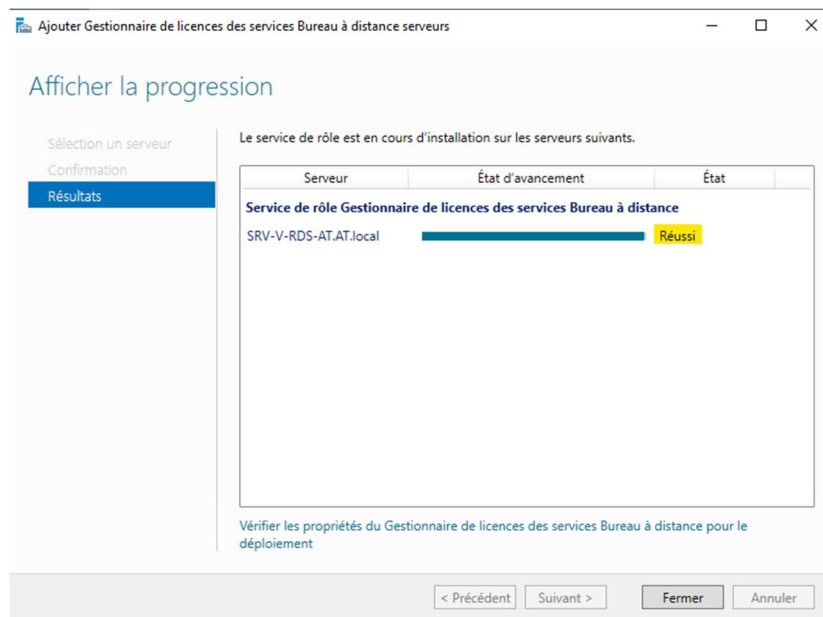 Ajouter Gestionnaire de licences des services Bureau à distance serveurs
Afficher la progression
Sélection un serveur
Confirmation
Résultats
Le service de rôle est en cours d'installation sur les serveurs suivants.
Serveur État d'avancement État
Service de rôle Gestionnaire de licences des services Bureau à distance
SRV-V-RDS-AT.AT.local Réussi
Vérifier les propriétés du Gestionnaire de licences des services Bureau à distance pour le
déploiement
< Précédent Suivant > Fermer Annuler